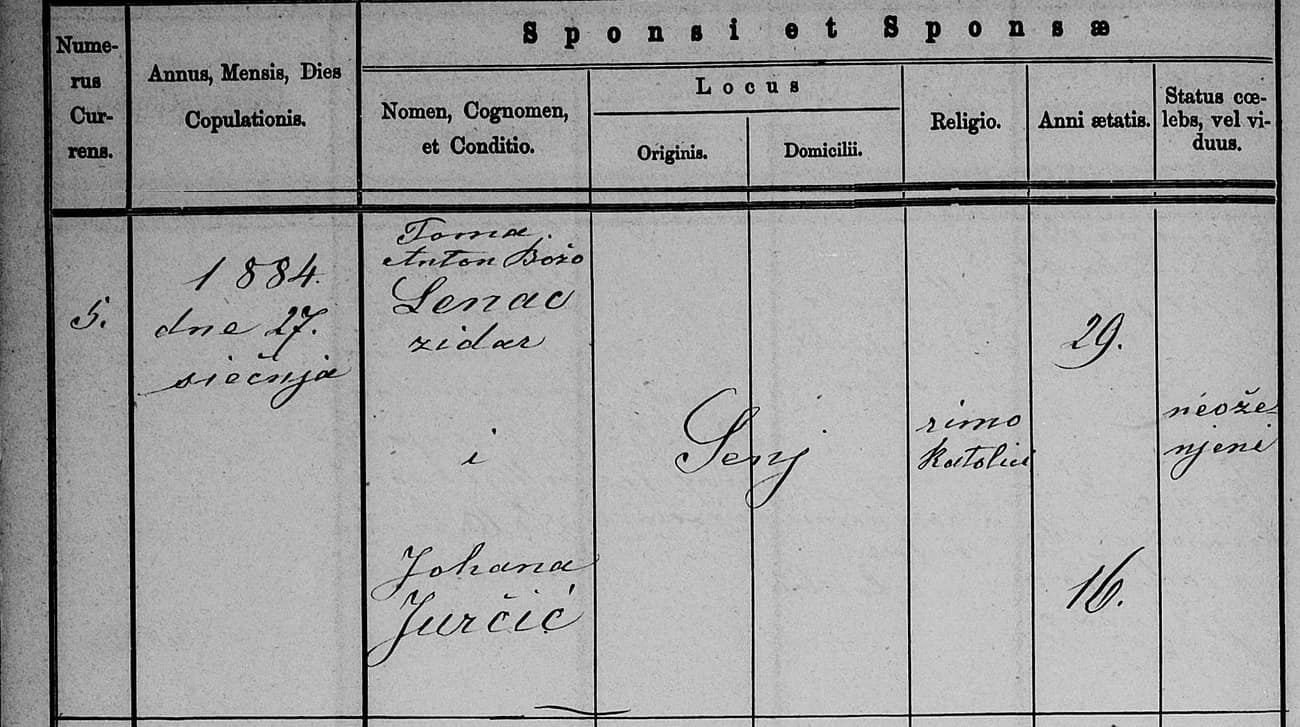 Sponsi et Sponsæ
Nume-
rus
Cur-
rens.
Annus, Mensis, Dies
Copulationis.
Nomen, Cognomen,
et Conditio.
Locus
Originis.
Domicilii.
Religio.
Anni ætatis.
Status cœ-
lebs, vel vi-
duus.
5.
1884.
dne 27.
siečnja
Toma.
Anton Božo
Lenac
zidar
i
Johana
Jurčić
Senj
rimo
katolici
29.
16.
neože-
njeni